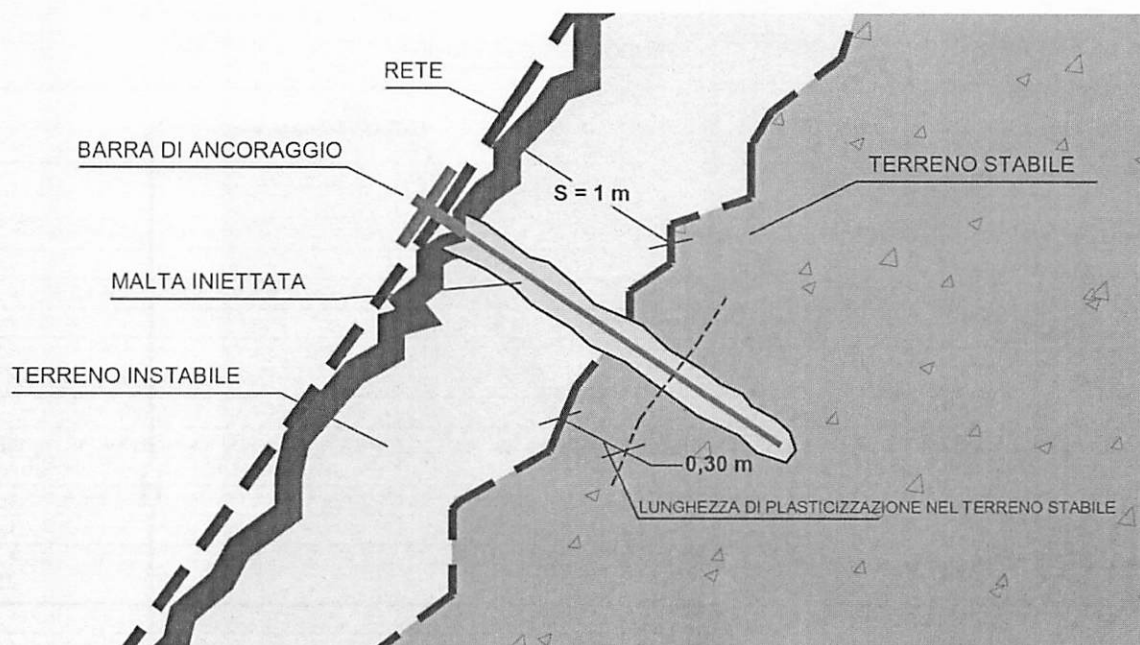 RETE
BARRA DI ANCORAGGIO
TERRENO STABILE
S = 1 m
MALTA INIETTATA
TERRENO INSTABILE
0,30 m
LUNGHEZZA DI PLASTICIZZAZIONE NEL TERRENO STABILE